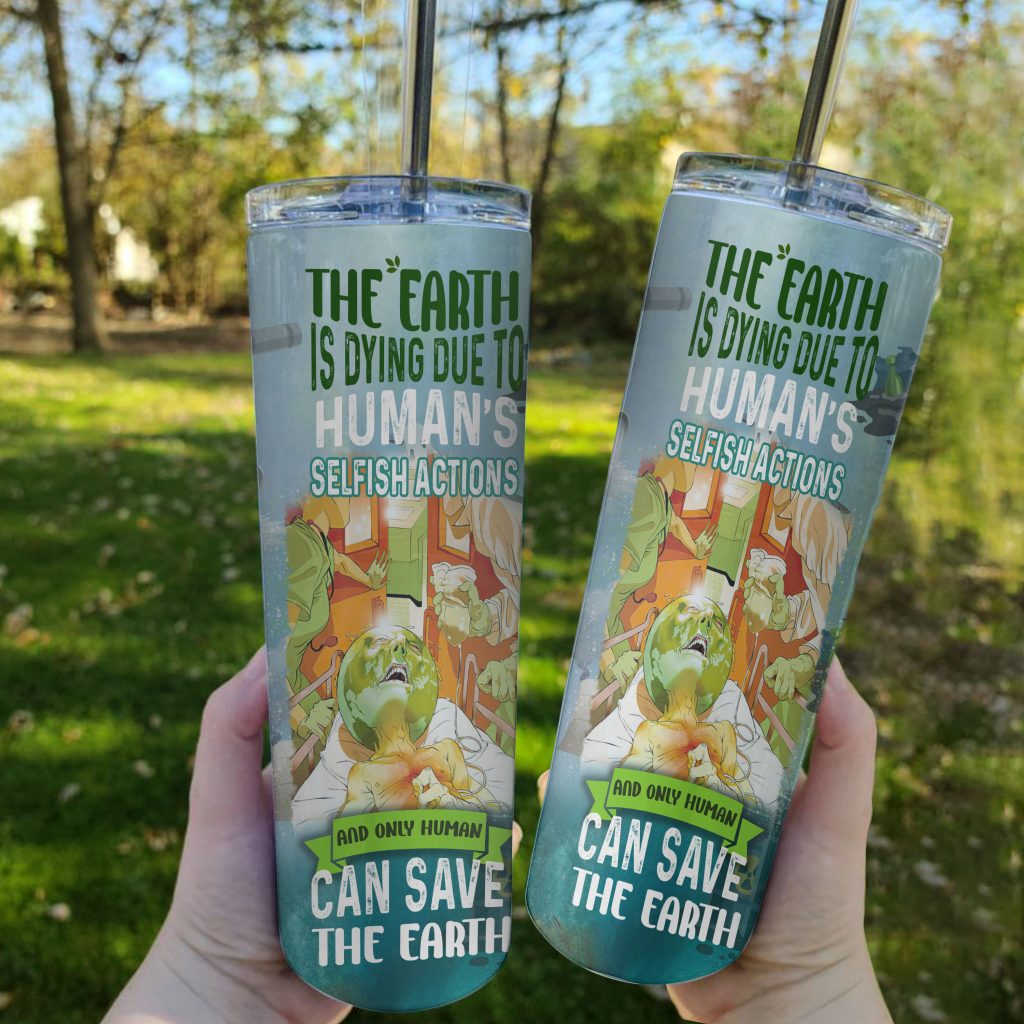 THE EARTH
IS DYING DUE TO
HUMAN'S
SELFISH ACTIONS
AND ONLY HUMAN
CAN SAVE
THE EARTH
THE EARTH
IS DYING DUE TO
HUMAN'S
SELFISH ACTIONS
AND ONLY HUMAN
CAN SAVE
THE EARTH